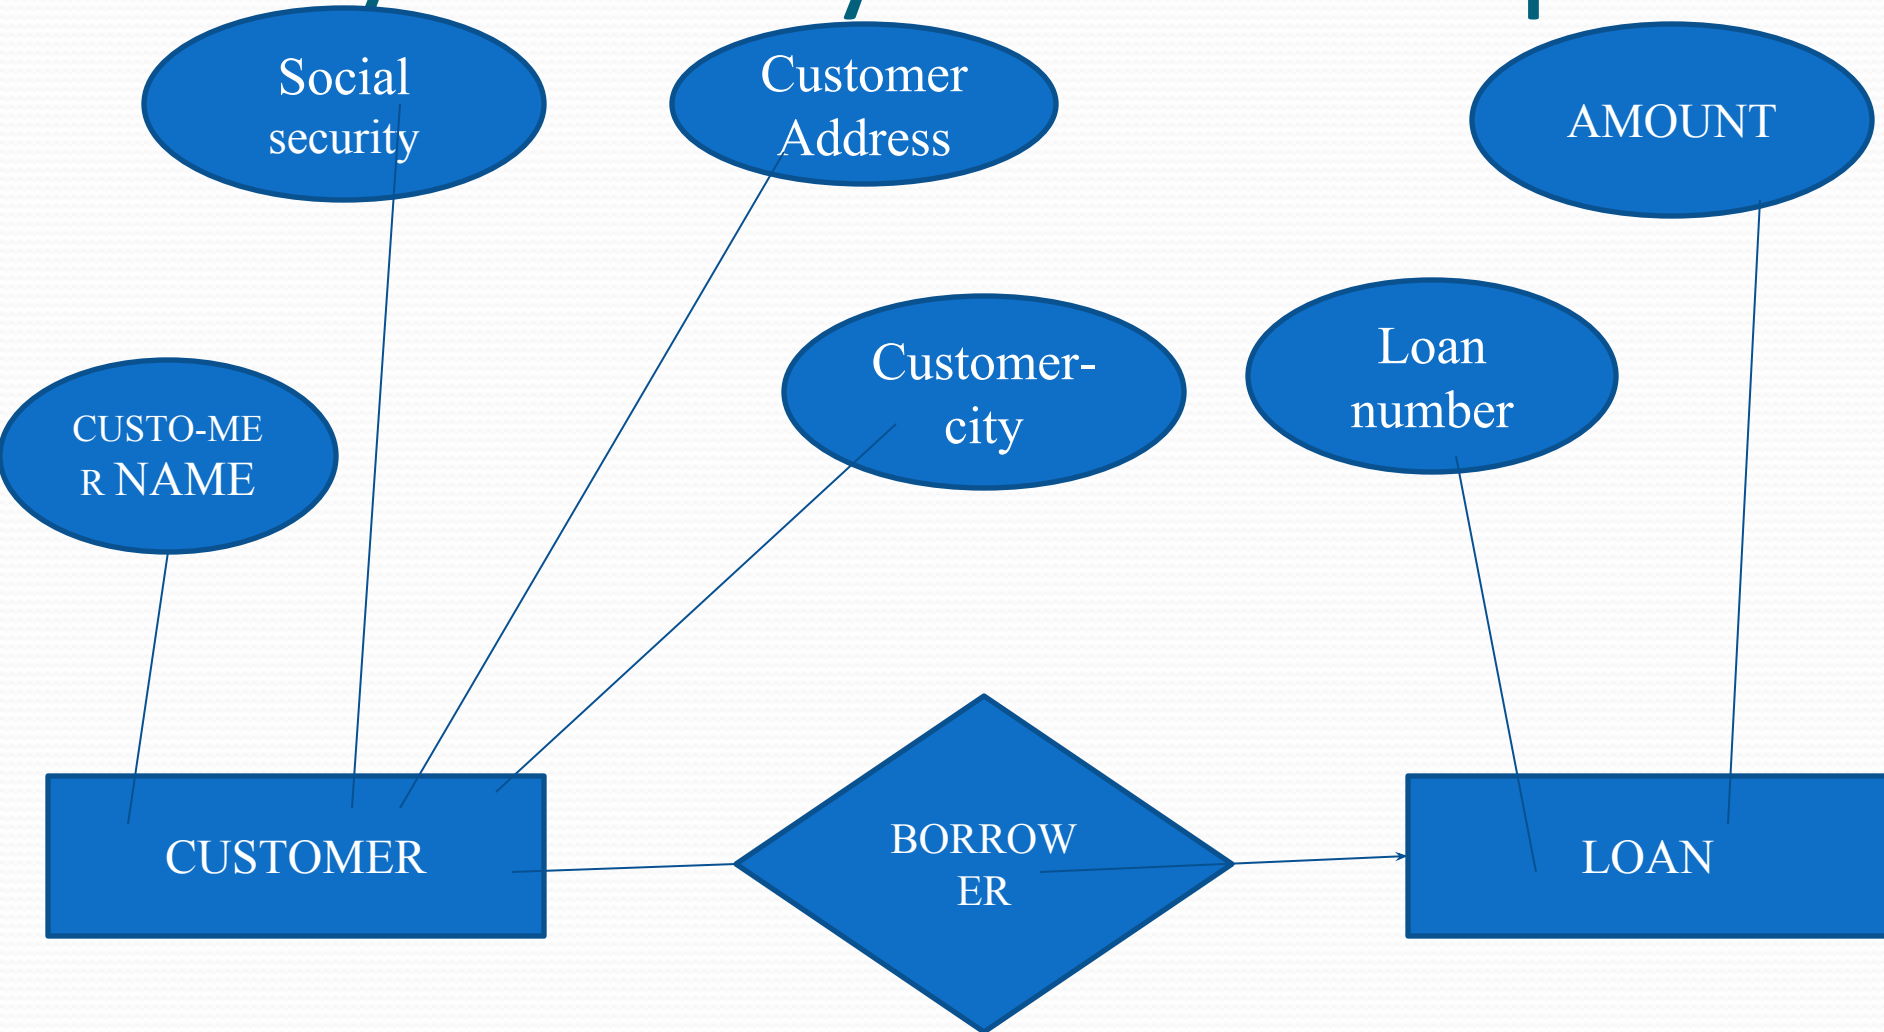 Social
security
Customer
Address
AMOUNT
Customer-
city
Loan
number
CUSTO-ME
R NAME
CUSTOMER
BORROW
ER
LOAN